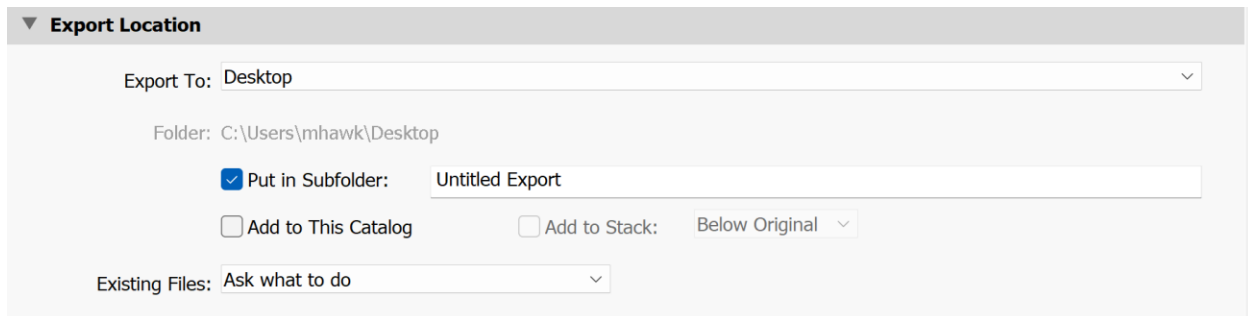 Export Location
Export To: Desktop
Folder: C:\Users\mhawk\Desktop
Put in Subfolder: Untitled Export
Add to This Catalog Add to Stack: Below Original
Existing Files: Ask what to do